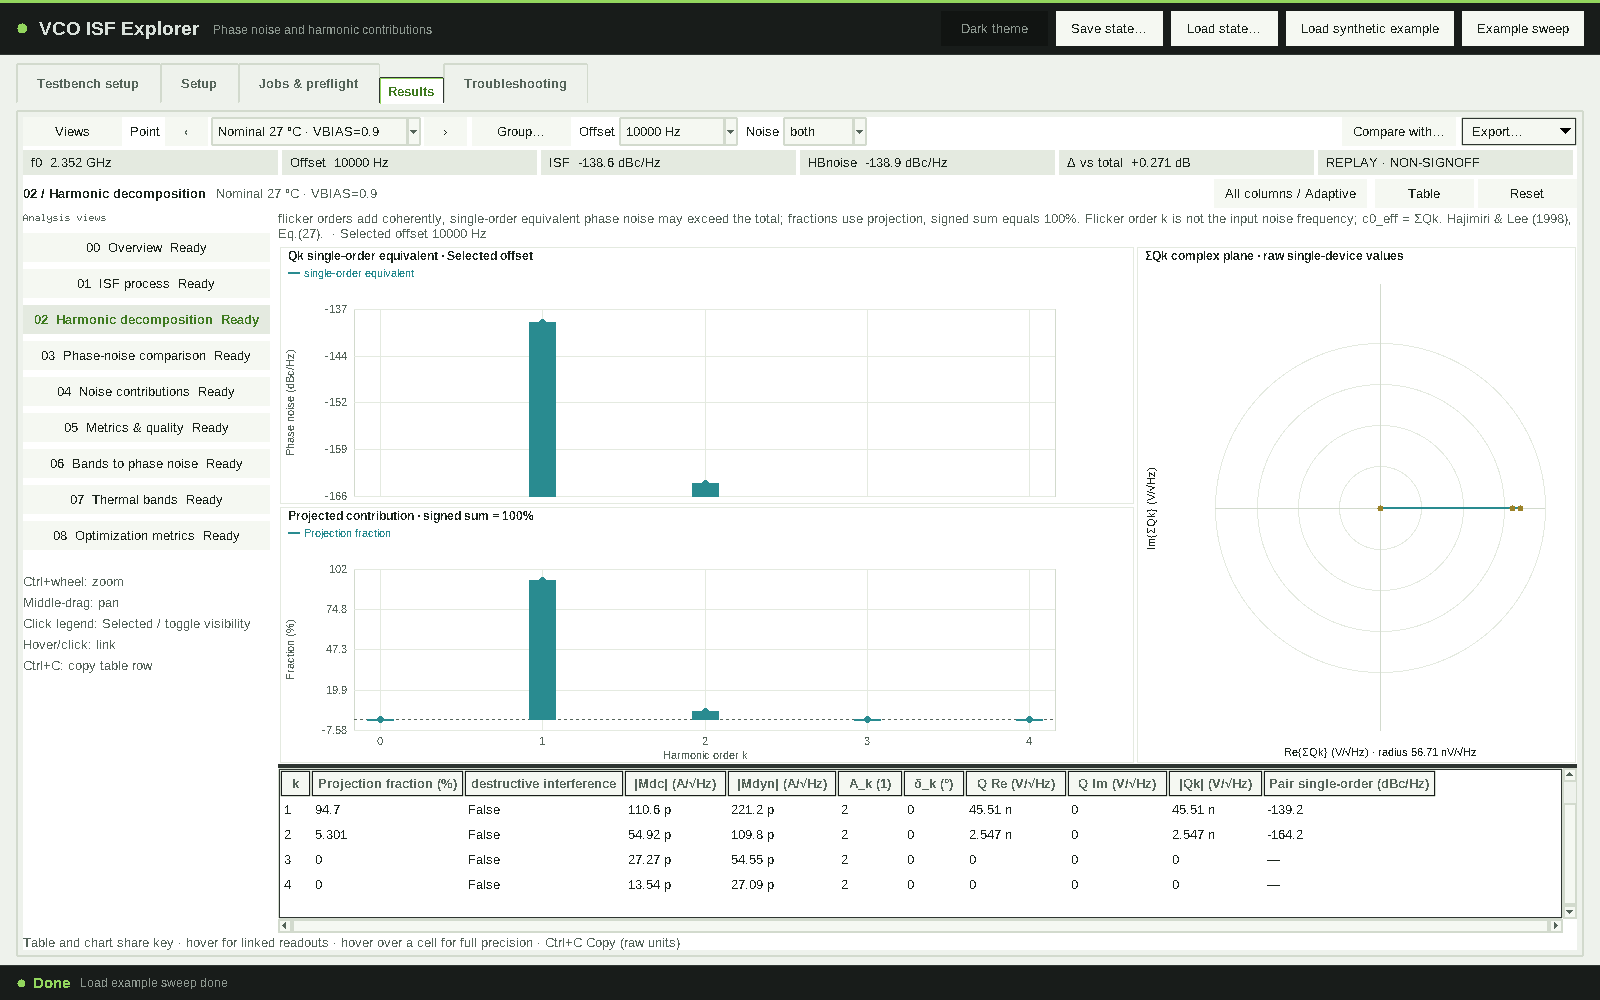 VCO ISF Explorer Phase noise and harmonic contributions Dark theme Save state... Load state... Load synthetic example Example sweep
Testbench setup Setup Jobs & preflight Results Troubleshooting
Views Point ‹ Nominal 27 °C · VBIAS=0.9 › Group... Offset 10000 Hz Noise both Compare with... Export...
f0 2.352 GHz Offset 10000 Hz ISF -138.6 dBc/Hz HBnoise -138.9 dBc/Hz Δ vs total +0.271 dB REPLAY · NON-SIGNOFF
02 / Harmonic decomposition Nominal 27 °C · VBIAS=0.9 All columns / Adaptive Table Reset
Analysis views
00 Overview Ready
01 ISF process Ready
02 Harmonic decomposition Ready
03 Phase-noise comparison Ready
04 Noise contributions Ready
05 Metrics & quality Ready
06 Bands to phase noise Ready
07 Thermal bands Ready
08 Optimization metrics Ready
Ctrl+wheel: zoom
Middle-drag: pan
Click legend: Selected / toggle visibility
Hover/click: link
Ctrl+C: copy table row
flicker orders add coherently, single-order equivalent phase noise may exceed the total; fractions use projection, signed sum equals 100%. Flicker order k is not the input noise frequency; c0_eff = ΣQk. Hajimiri & Lee (1998),
Eq.(27). · Selected offset 10000 Hz
Qk single-order equivalent · Selected offset
single-order equivalent
-137
-144
-152
-159
-166
Phase noise (dBc/Hz)
Projected contribution · signed sum = 100%
Projection fraction
102
74.8
47.3
19.9
-7.58
Fraction (%)
0 1 2 3 4
Harmonic order k
ΣQk complex plane · raw single-device values
Im{ΣQk} (V/√Hz)
Re{ΣQk} (V/√Hz) · radius 56.71 nV/√Hz
k Projection fraction (%) destructive interference |Mdc| (A/√Hz) |Mdyn| (A/√Hz) A_k (1) δ_k (°) Q Re (V/√Hz) Q Im (V/√Hz) |Qk| (V/√Hz) Pair single-order (dBc/Hz)
1 94.7 False 110.6 p 221.2 p 2 0 45.51 n 0 45.51 n -139.2
2 5.301 False 54.92 p 109.8 p 2 0 2.547 n 0 2.547 n -164.2
3 0 False 27.27 p 54.55 p 2 0 0 0 0 —
4 0 False 13.54 p 27.09 p 2 0 0 0 0 —
Table and chart share key · hover for linked readouts · hover over a cell for full precision · Ctrl+C Copy (raw units)
Done Load example sweep done